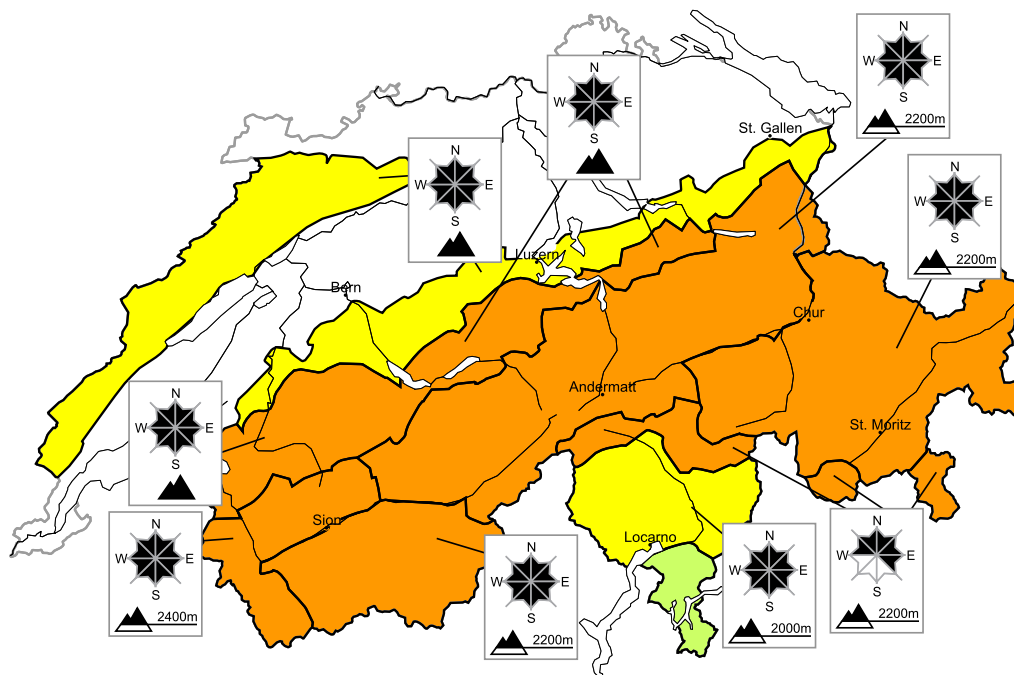 N
W E
S
2200m
N
W E
S
St. Gallen
N
W E
S
N
W E
S
2200m
Luzern
Bern
Chur
Andermatt
N
W E
S
St. Moritz
Sion
Locarno
N
W E
S
2400m
N
W E
S
2200m
N
W E
S
2000m
N
W E
S
2200m